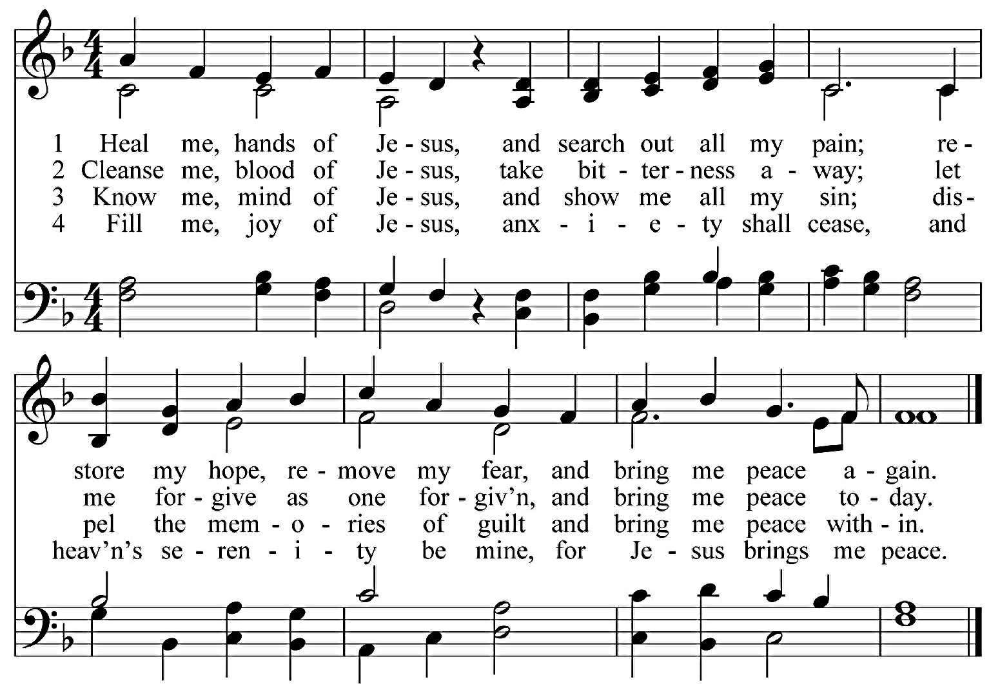 1 Heal me, hands of Je - sus, and search out all my pain; re -
2 Cleanse me, blood of Je - sus, take bit - ter - ness a - way; let
3 Know me, mind of Je - sus, and show me all my sin; dis -
4 Fill me, joy of Je - sus, anx - i - e - ty shall cease, and
store my hope, re - move my fear, and bring me peace a - gain.
me for - give as one for - giv'n, and bring me peace to - day.
pel the mem - o - ries of guilt and bring me peace with - in.
heav'n's se - ren - i - ty be mine, for Je - sus brings me peace.